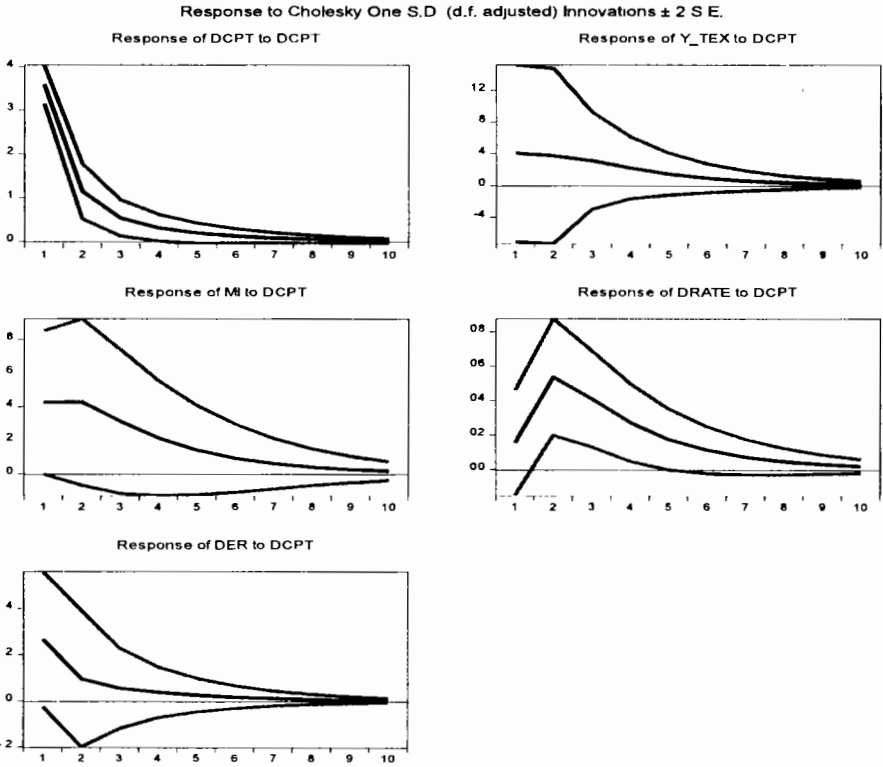 Response to Cholesky One S.D (d.f. adjusted) Innovations ± 2 S E.
Response of DCPT to DCPT
Response of Y_TEX to DCPT
4
3
2
1
0
1 2 3 4 5 6 7 8 9 10
12
8
4
0
-4
1 2 3 4 5 6 7 8 9 10
Response of MI to DCPT
Response of DRATE to DCPT
8
6
4
2
0
1 2 3 4 5 6 7 8 9 10
08
06
04
02
00
1 2 3 4 5 6 7 8 9 10
Response of DER to DCPT
4
2
0
-2
1 2 3 4 5 6 7 8 9 10